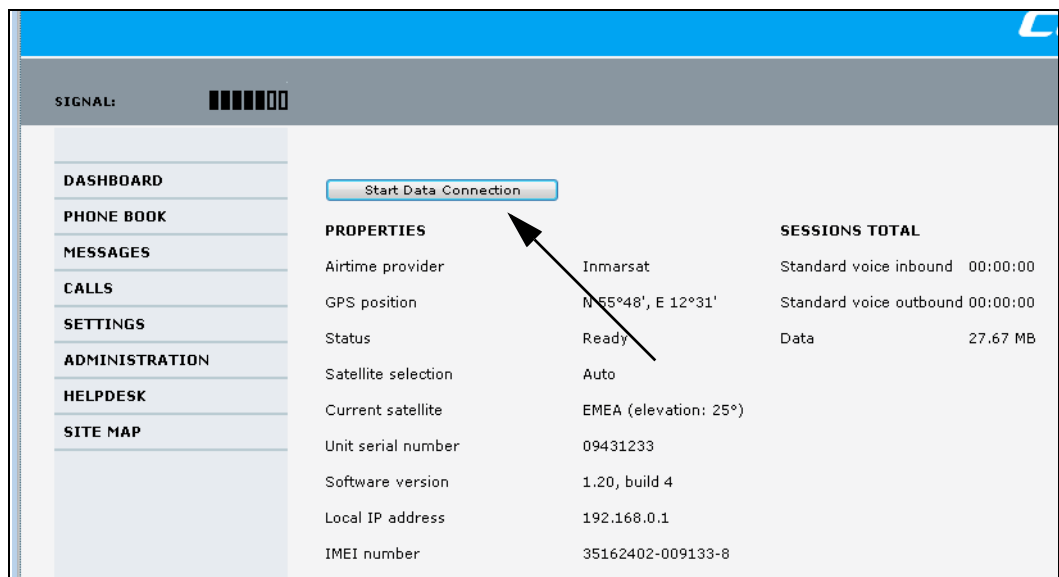 SIGNAL:
DASHBOARD
PHONE BOOK
MESSAGES
CALLS
SETTINGS
ADMINISTRATION
HELPDESK
SITE MAP
Start Data Connection
PROPERTIES
Airtime provider Inmarsat
GPS position N 55°48', E 12°31'
Status Ready
Satellite selection Auto
Current satellite EMEA (elevation: 25°)
Unit serial number 09431233
Software version 1.20, build 4
Local IP address 192.168.0.1
IMEI number 35162402-009133-8
SESSIONS TOTAL
Standard voice inbound 00:00:00
Standard voice outbound 00:00:00
Data 27.67 MB